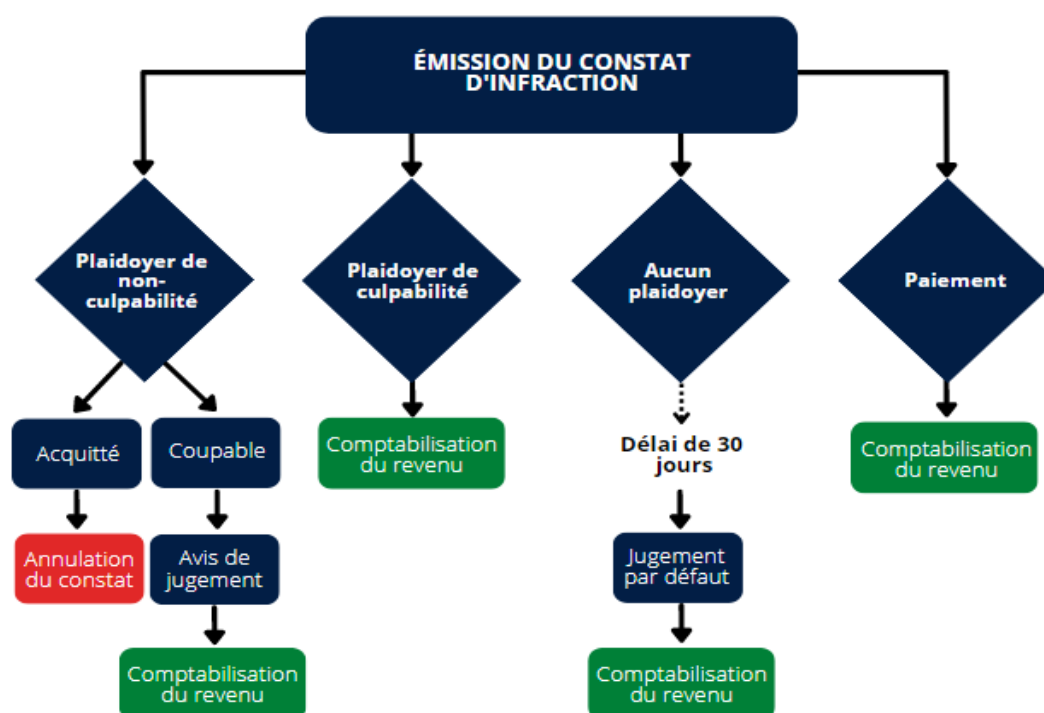 ÉMISSION DU CONSTAT
D'INFRACTION
Plaidoyer de
non-
culpabilité
Plaidoyer de
culpabilité
Aucun
plaidoyer
Paiement
Acquitté
Coupable
Comptabilisation
du revenu
Délai de 30
jours
Comptabilisation
du revenu
Annulation
du constat
Avis de
jugement
Jugement
par défaut
Comptabilisation
du revenu
Comptabilisation
du revenu